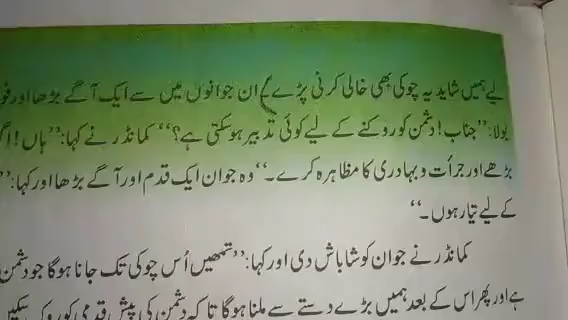 لیے ہمیں شاید یہ چوکی بھی خالی کرنی پڑے) ان جوانوں میں سے ایک آگے بڑھا اور
بولا: ’’جناب! دشمن کو روکنے کے لیے کوئی تدبیر ہو سکتی ہے؟‘‘ کمانڈر نے کہا: ’’ہاں!
بڑھے اور جرأت و بہادری کا مظاہرہ کرے۔‘‘ وہ جوان ایک قدم اور آگے بڑھا اور کہا: ’’
کے لیے تیار ہوں۔‘‘
کمانڈر نے جوان کو شاباش دی اور کہا: ’’تمھیں اُس چوکی تک جانا ہوگا جو دشمن
ہے اور پھر اس کے بعد ہمیں بڑے دستے سے ملنا ہوگا تاکہ دشمن کی پیش قدمی کو روک سکیں